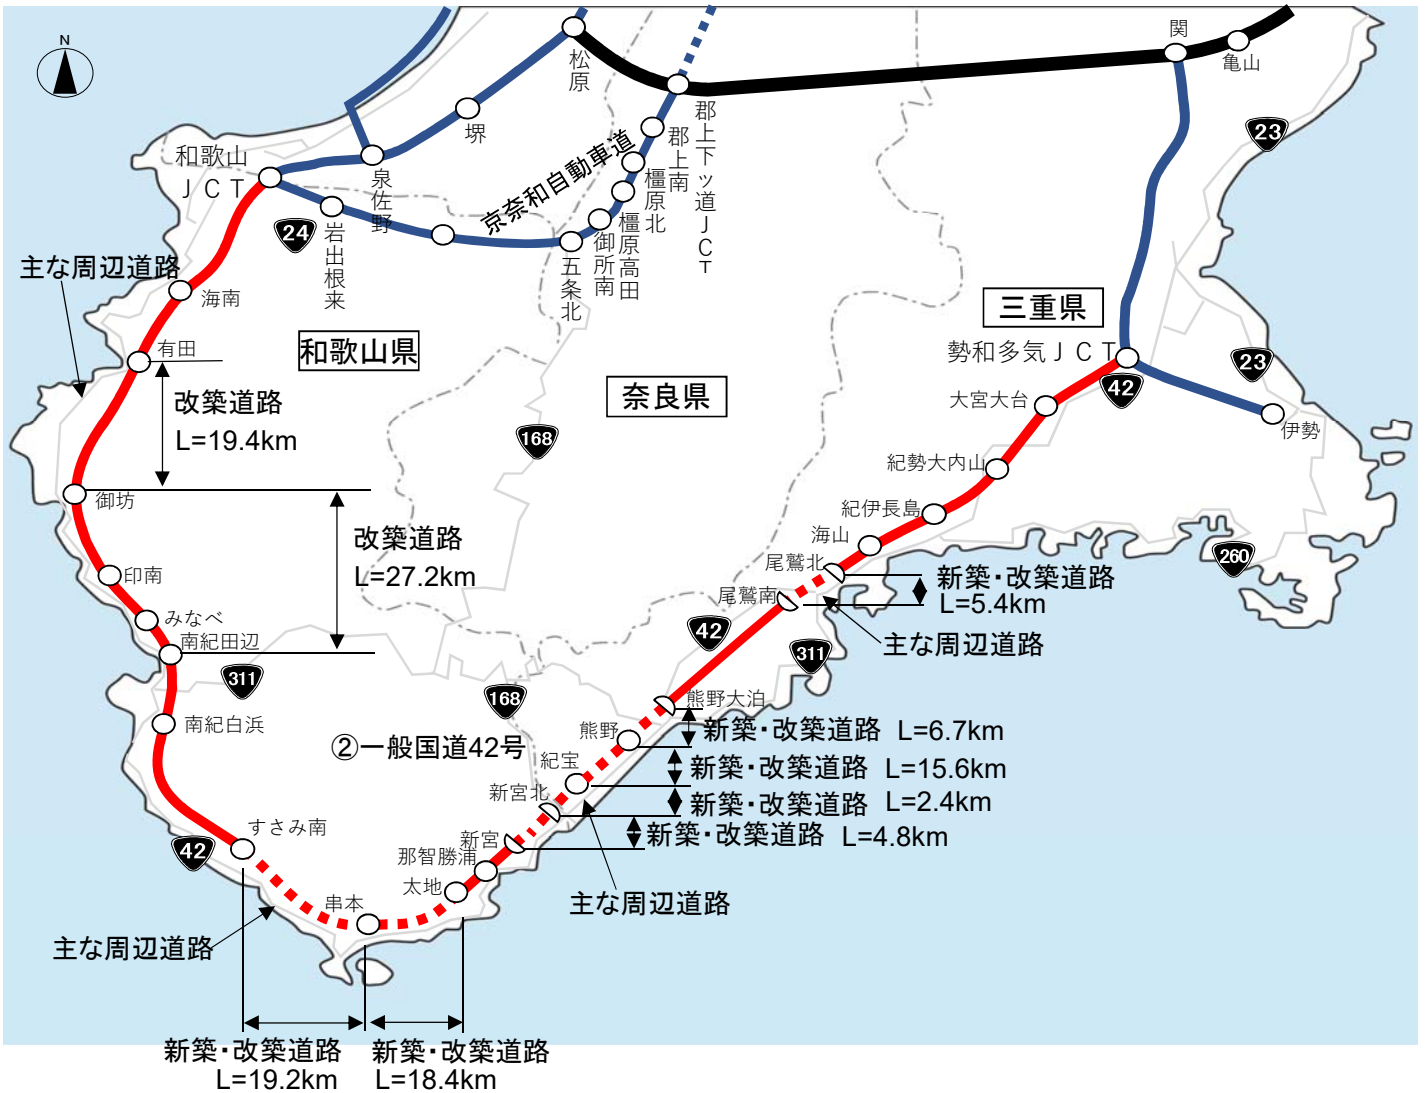 N
松原
関
亀山
堺
郡上下ッ道JCT
郡上南
橿原北
橿原高田
御所南
五条北
京奈和自動車道
和歌山
ＪＣＴ
泉佐野
岩出根来
24
23
主な周辺道路
海南
有田
和歌山県
改築道路
L=19.4km
奈良県
三重県
勢和多気ＪＣＴ
23
42
大宮大台
伊勢
168
紀勢大内山
御坊
紀伊長島
改築道路
L=27.2km
海山
尾鷲北
260
印南
新築・改築道路
L=5.4km
尾鷲南
みなべ
南紀田辺
42
主な周辺道路
311
311
168
熊野大泊
南紀白浜
熊野
新築・改築道路 L=6.7km
②一般国道42号
紀宝
新築・改築道路 L=15.6km
新宮北
新築・改築道路 L=2.4km
すさみ南
新宮
新築・改築道路 L=4.8km
42
那智勝浦
太地
串本
主な周辺道路
主な周辺道路
新築・改築道路
L=19.2km
新築・改築道路
L=18.4km